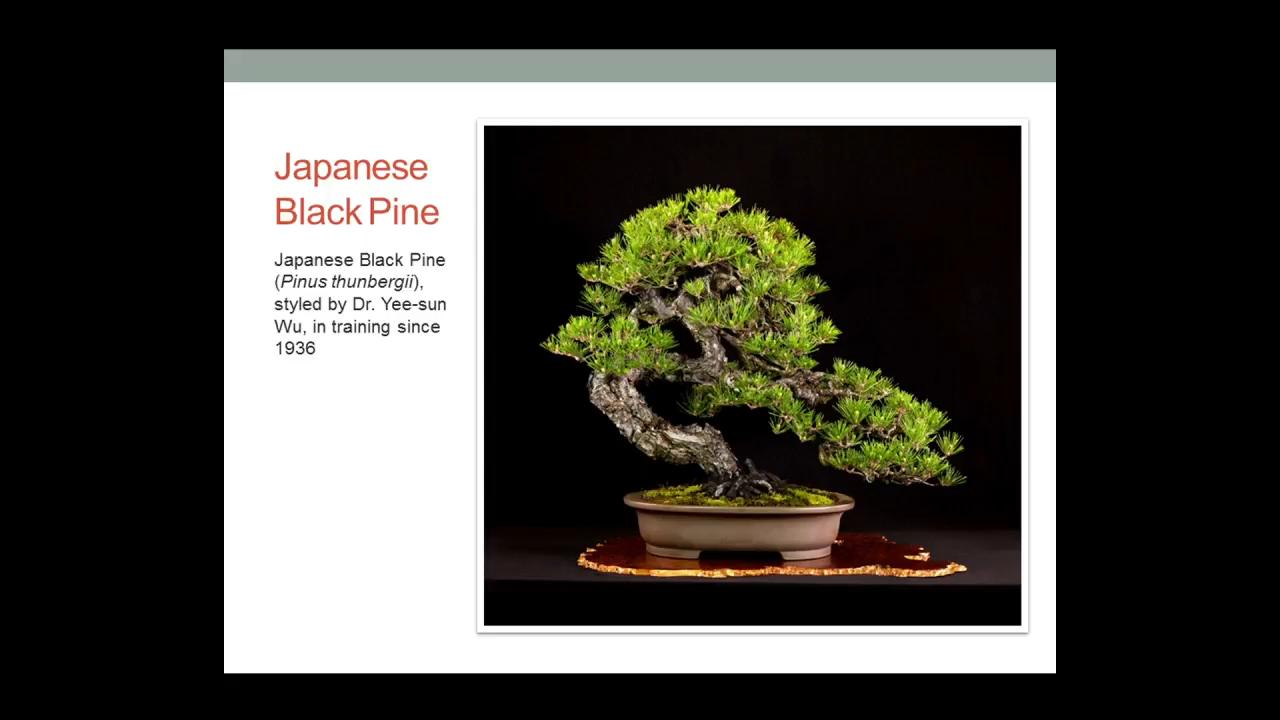 Japanese
Black Pine
Japanese Black Pine
(Pinus thunbergii),
styled by Dr. Yee-sun
Wu, in training since
1936